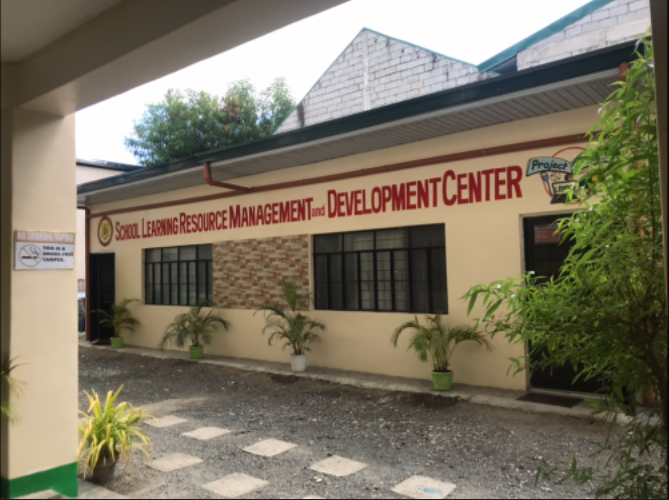 SCHOOL LEARNING RESOURCE MANAGEMENT and DEVELOPMENT CENTER
Project
THIS IS A
SMOKE-FREE
CAMPUS.